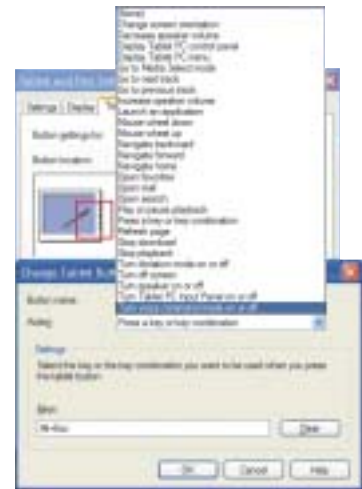 (None)
Change screen orientation
Decrease speaker volume
Display Tablet PC control panel
Display Tablet PC menu
Go to Media Select mode
Go to next track
Go to previous track
Increase speaker volume
Launch an application
Mouse wheel down
Mouse wheel up
Navigate backward
Navigate forward
Navigate home
Open favorites
Open mail
Open search
Play or pause playback
Press a key or key combination
Refresh page
Stop download
Stop playback
Turn dictation mode on or off
Turn off screen
Turn speaker on or off
Turn Tablet PC Input Panel on or off
Turn voice command mode on or off
Tablet and Pen
Settings Display
Button settings for
Button location:
Change Tablet
Button name:
Press a key or key combination
Settings
Select the key or the key combination you want to be used when you press
the tablet button.
Clear
OK Cancel Help